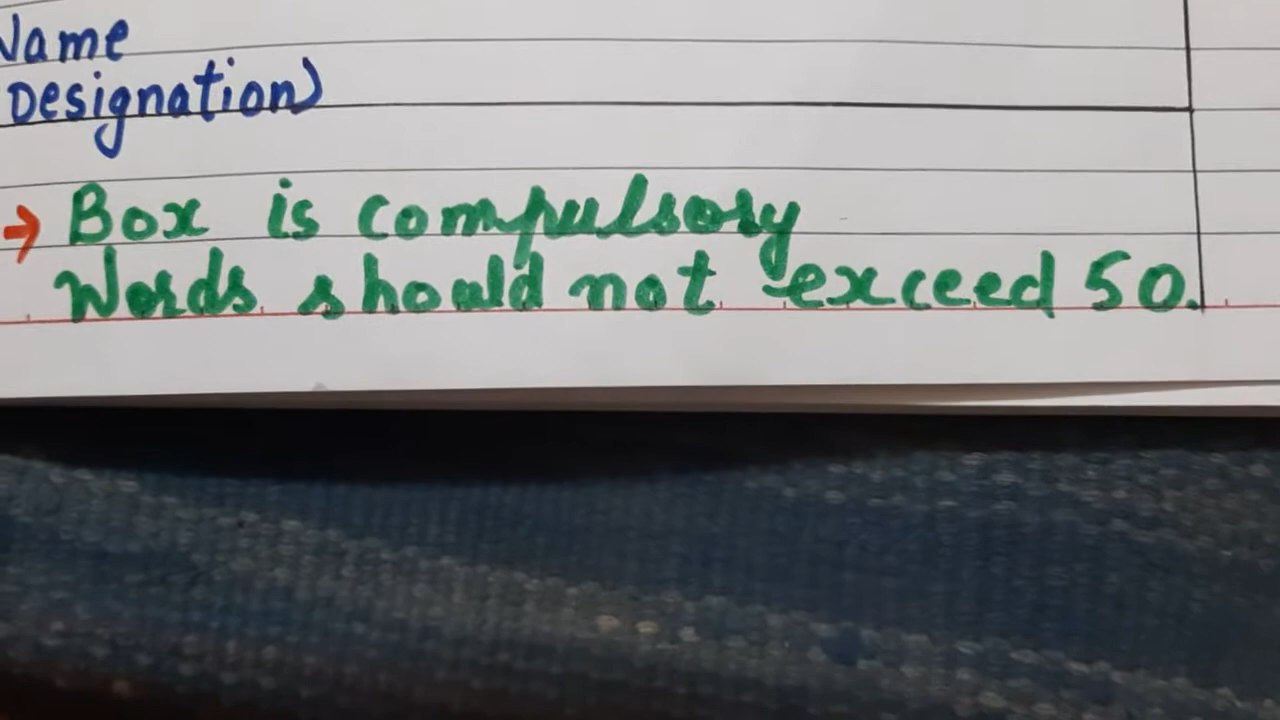 Name
Designation)
→ Box is compulsory
Words should not exceed 50.